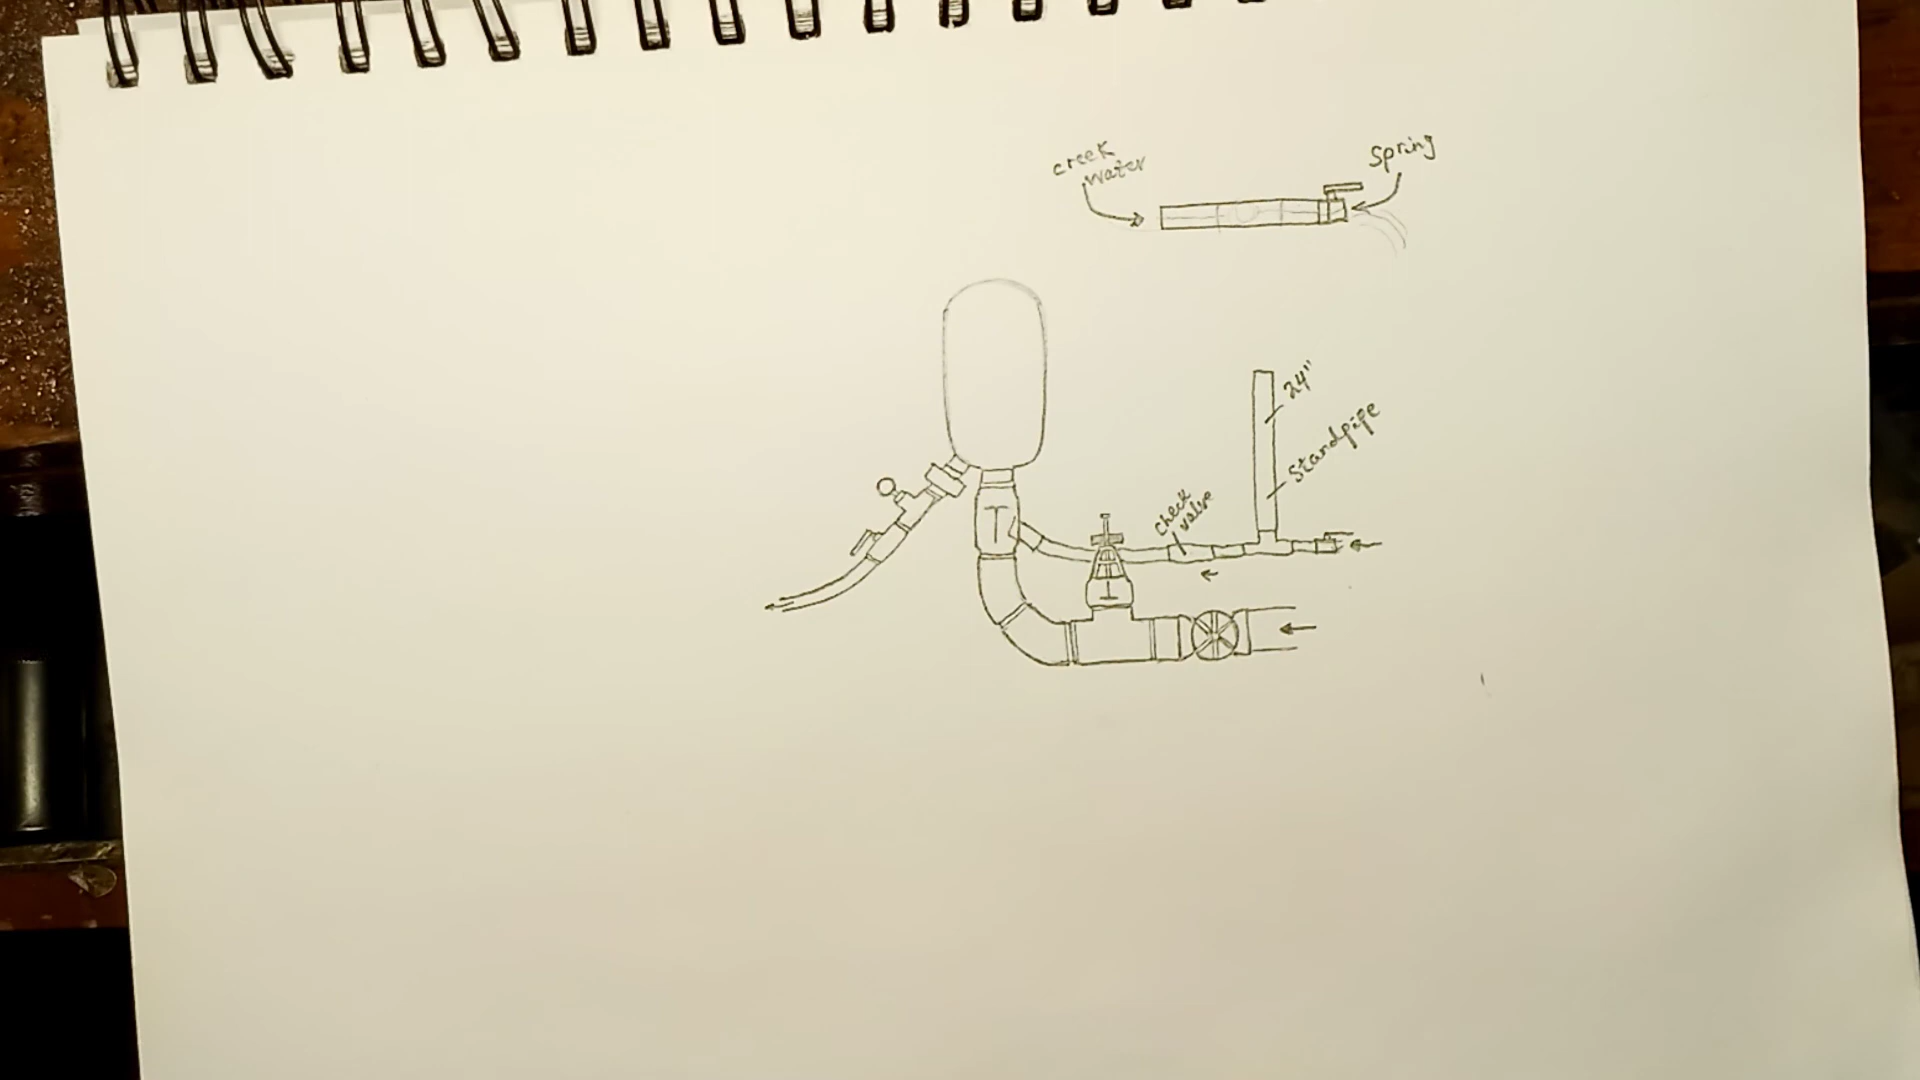 creek
water
Spring
24"
Standpipe
check
valve